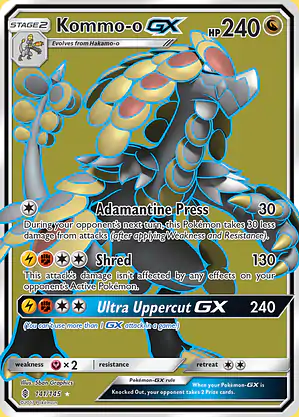 STAGE2 Kommo-o GX HP 240
Evolves from Hakamo-o
Adamantine Press 30
During your opponent's next turn, this Pokémon takes 30 less
damage from attacks (after applying Weakness and Resistance).
Shred 130
This attack's damage isn't affected by any effects on your
opponent's Active Pokémon.
Ultra Uppercut GX 240
(You can't use more than 1 GX attack in a game.)
weakness × 2 resistance retreat
Illus. 5ban Graphics
141/145
Pokémon-GX rule
When your Pokémon-GX is Knocked Out, your opponent takes 2 Prize cards.